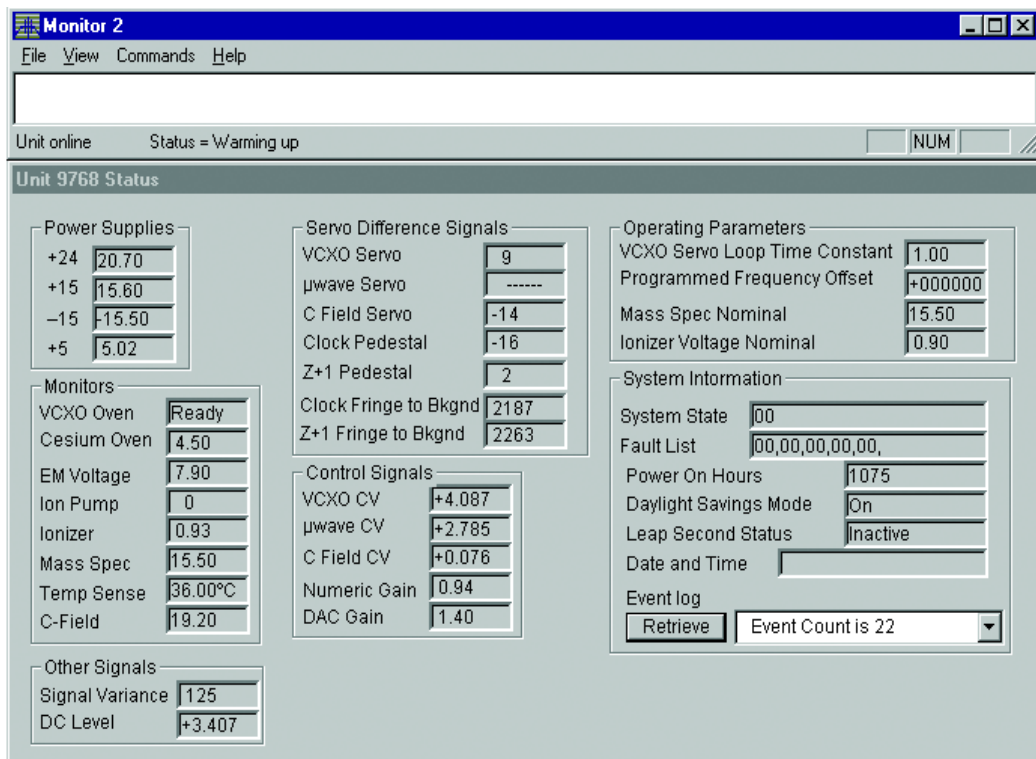 Monitor 2
File View Commands Help
Unit online Status = Warming up NUM
Unit 9768 Status
Power Supplies
+24 20.70
+15 15.60
–15 -15.50
+5 5.02
Monitors
VCXO Oven Ready
Cesium Oven 4.50
EM Voltage 7.90
Ion Pump 0
Ionizer 0.93
Mass Spec 15.50
Temp Sense 36.00°C
C-Field 19.20
Other Signals
Signal Variance 125
DC Level +3.407
Servo Difference Signals
VCXO Servo 9
µwave Servo ------
C Field Servo -14
Clock Pedestal -16
Z+1 Pedestal 2
Clock Fringe to Bkgnd 2187
Z+1 Fringe to Bkgnd 2263
Control Signals
VCXO CV +4.087
µwave CV +2.785
C Field CV +0.076
Numeric Gain 0.94
DAC Gain 1.40
Operating Parameters
VCXO Servo Loop Time Constant 1.00
Programmed Frequency Offset +000000
Mass Spec Nominal 15.50
Ionizer Voltage Nominal 0.90
System Intormation
System State 00
Fault List 00,00,00,00,00,
Power On Hours 1075
Daylight Savings Mode On
Leap Second Status Inactive
Date and Time
Event log
Retrieve Event Count is 22